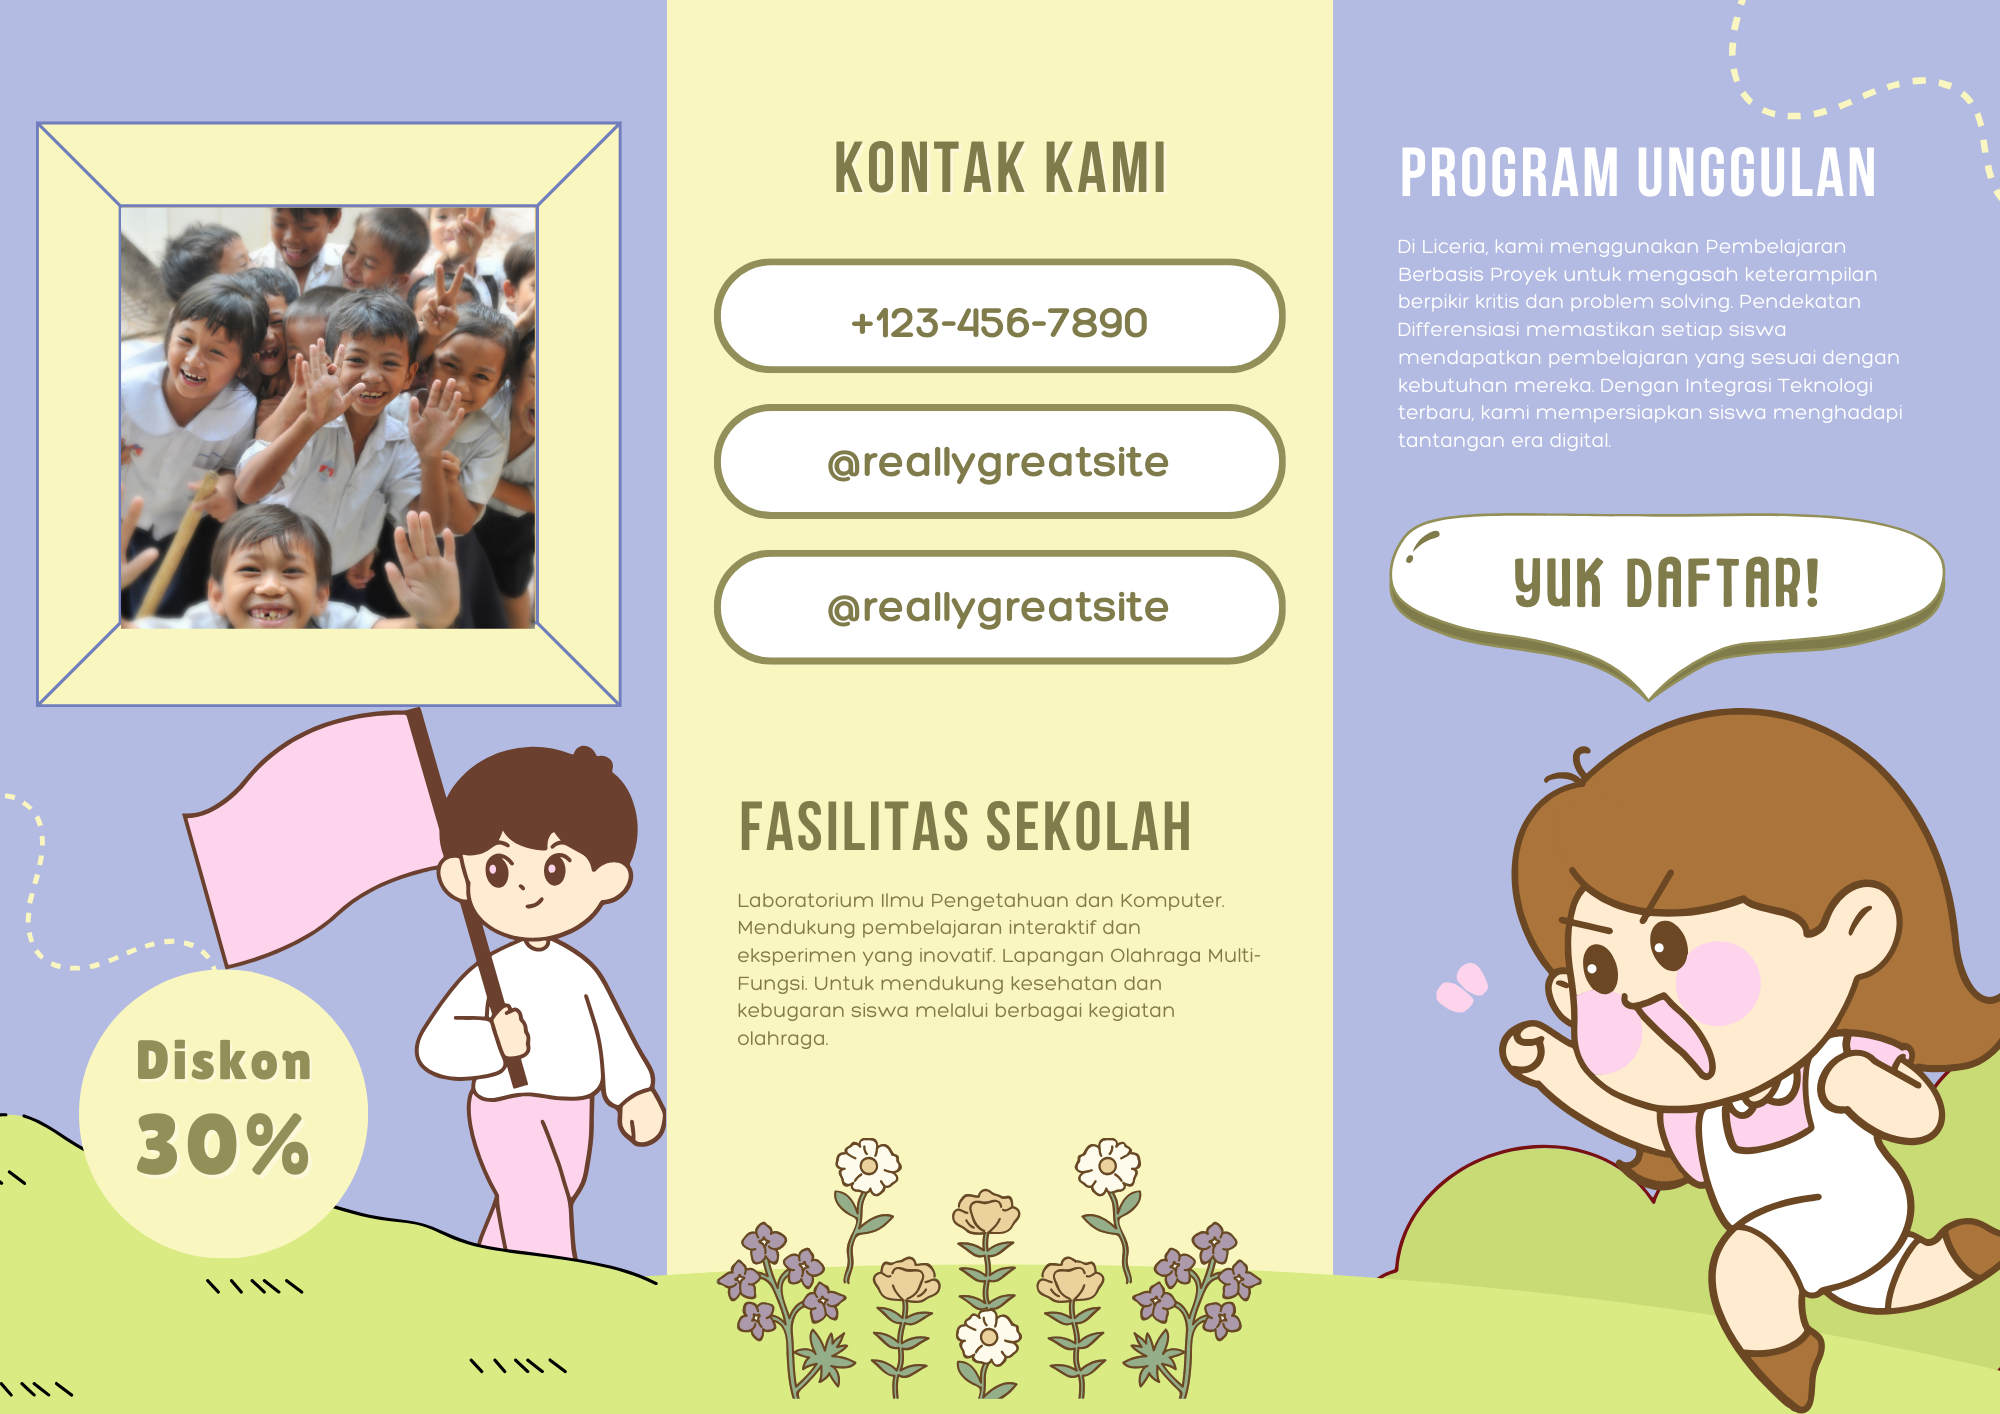 Diskon
30%
KONTAK KAMI
+123-456-7890
@reallygreatsite
@reallygreatsite
FASILITAS SEKOLAH
Laboratorium Ilmu Pengetahuan dan Komputer.
Mendukung pembelajaran interaktif dan
eksperimen yang inovatif. Lapangan Olahraga Multi-
Fungsi. Untuk mendukung kesehatan dan
kebugaran siswa melalui berbagai kegiatan
olahraga.
PROGRAM UNGGULAN
Di Liceria, kami menggunakan Pembelajaran
Berbasis Proyek untuk mengasah keterampilan
berpikir kritis dan problem solving. Pendekatan
Differensiasi memastikan setiap siswa
mendapatkan pembelajaran yang sesuai dengan
kebutuhan mereka. Dengan Integrasi Teknologi
terbaru, kami mempersiapkan siswa menghadapi
tantangan era digital.
YUK DAFTAR!